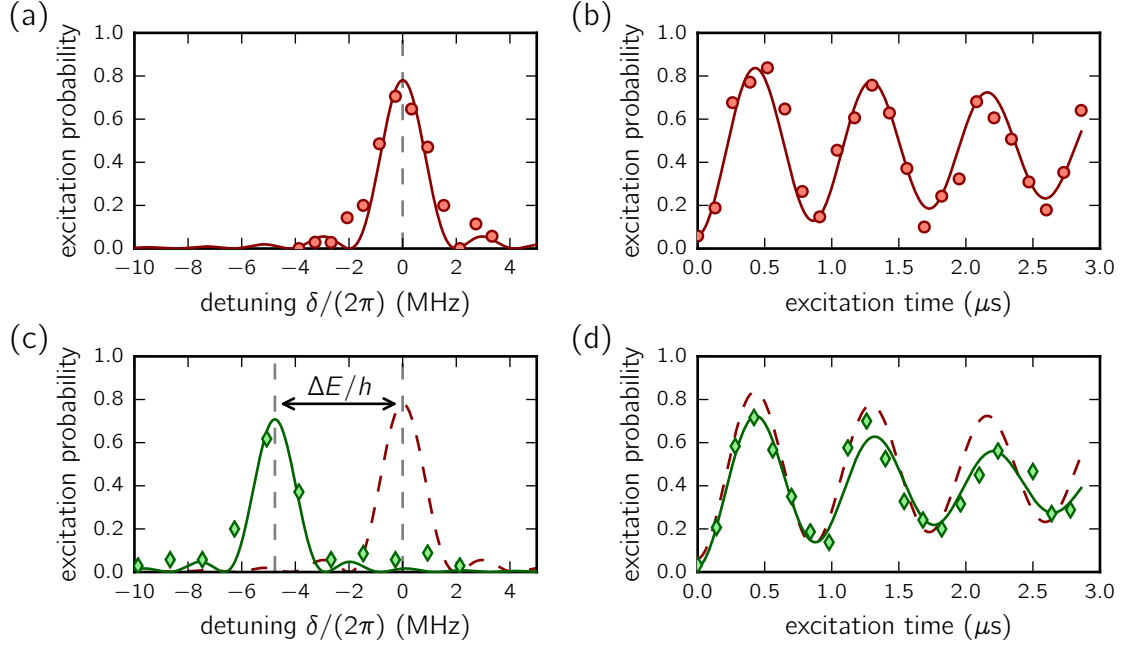 (a)
excitation probability
1.0
0.8
0.6
0.4
0.2
0.0
−10 −8 −6 −4 −2 0 2 4
detuning δ/(2π) (MHz)
(b)
excitation probability
1.0
0.8
0.6
0.4
0.2
0.0
0.0 0.5 1.0 1.5 2.0 2.5 3.0
excitation time (μs)
(c)
excitation probability
1.0
0.8
0.6
0.4
0.2
0.0
ΔE/h
−10 −8 −6 −4 −2 0 2 4
detuning δ/(2π) (MHz)
(d)
excitation probability
1.0
0.8
0.6
0.4
0.2
0.0
0.0 0.5 1.0 1.5 2.0 2.5 3.0
excitation time (μs)